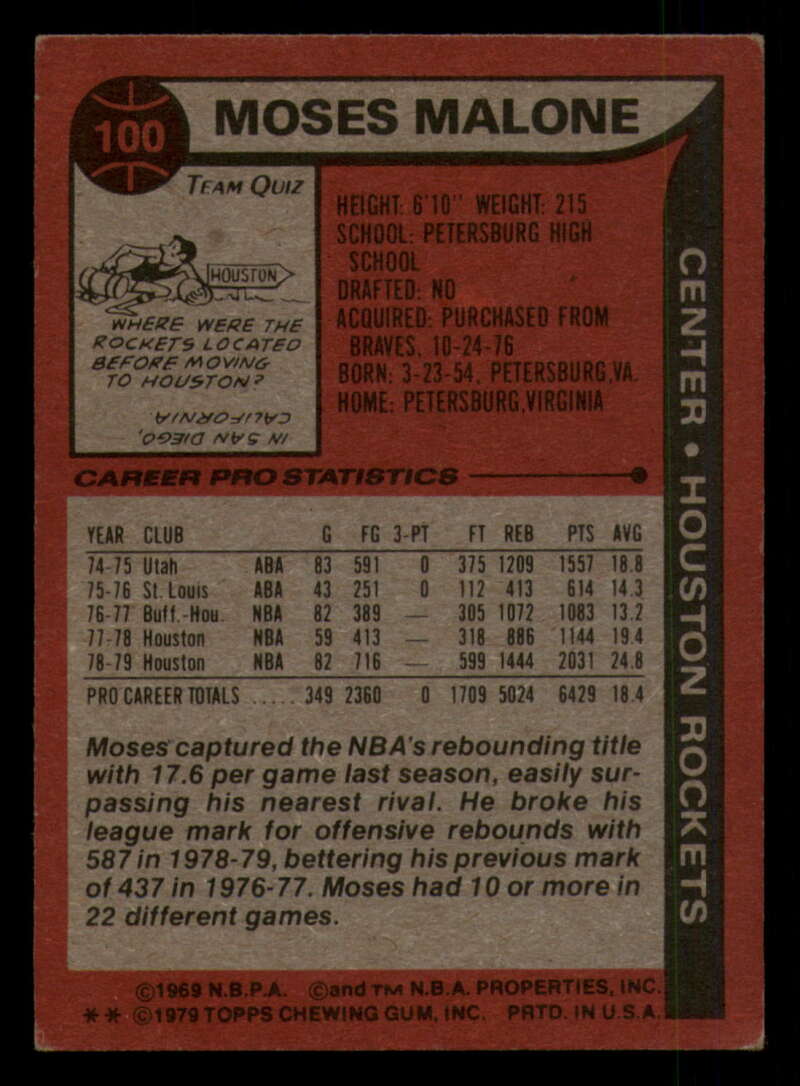 100
MOSES MALONE
TEAM QUIZ
HOUSTON
WHERE WERE THE
ROCKETS LOCATED
BEFORE MOVING
TO HOUSTON?
IN SAN DIEGO,
CALIFORNIA
HEIGHT: 6'10" WEIGHT: 215
SCHOOL: PETERSBURG HIGH
SCHOOL
DRAFTED: NO
ACQUIRED: PURCHASED FROM
BRAVES, 10-24-76
BORN: 3-23-54, PETERSBURG,VA.
HOME: PETERSBURG,VIRGINIA
CENTER • HOUSTON ROCKETS
CAREER PRO STATISTICS
YEAR CLUB G FG 3-PT FT REB PTS AVG
74-75 Utah ABA 83 591 0 375 1209 1557 18.8
75-76 St. Louis ABA 43 251 0 112 413 614 14.3
76-77 Buff.-Hou. NBA 82 389 — 305 1072 1083 13.2
77-78 Houston NBA 59 413 — 318 886 1144 19.4
78-79 Houston NBA 82 716 — 599 1444 2031 24.8
PRO CAREER TOTALS ..... 349 2360 0 1709 5024 6429 18.4
Moses captured the NBA's rebounding title
with 17.6 per game last season, easily sur-
passing his nearest rival. He broke his
league mark for offensive rebounds with
587 in 1978-79, bettering his previous mark
of 437 in 1976-77. Moses had 10 or more in
22 different games.
©1969 N.B.P.A. ©and TM N.B.A. PROPERTIES, INC.
** ©1979 TOPPS CHEWING GUM, INC. PRTD. IN U.S.A.